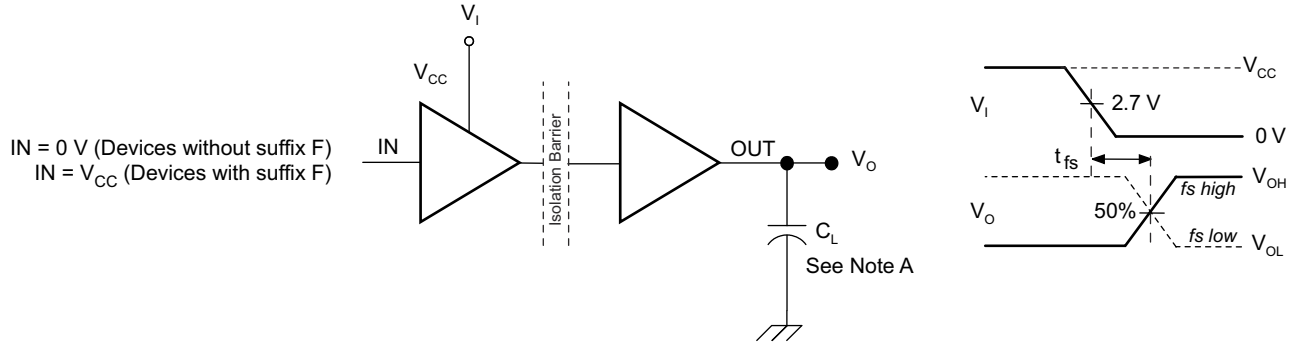 V_I
V_CC
IN = 0 V (Devices without suffix F)
IN = V_CC (Devices with suffix F)
IN
Isolation Barrier
OUT
V_O
C_L
See Note A
V_I
V_CC
2.7 V
0 V
t_fs
V_O
50%
fs high
V_OH
fs low
V_OL